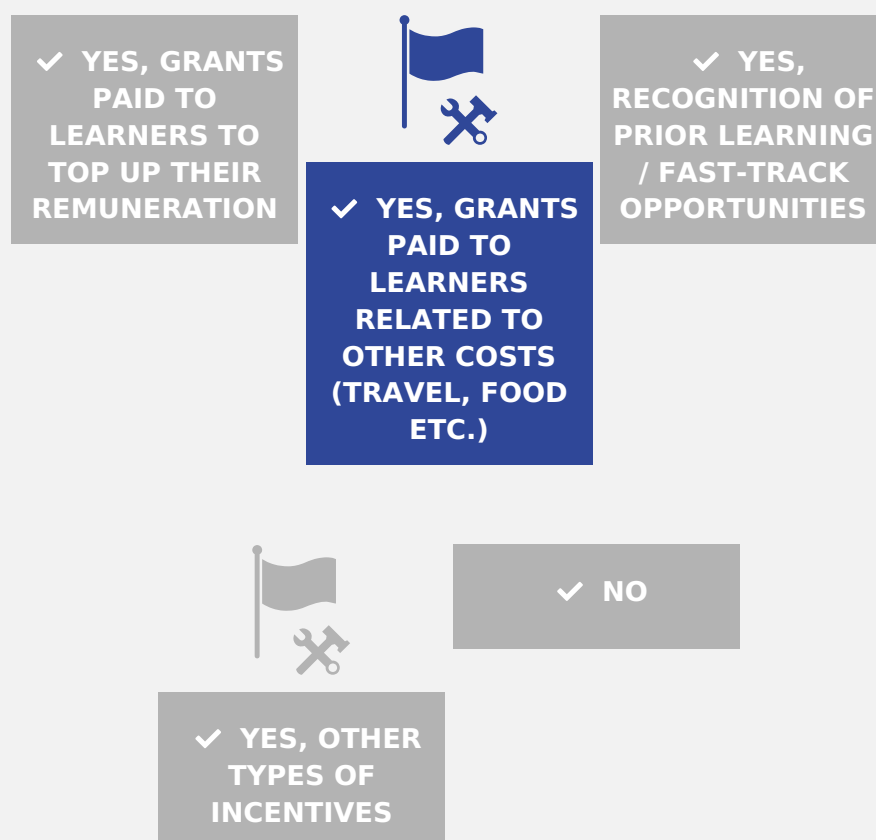 ✓ YES, GRANTS
PAID TO
LEARNERS TO
TOP UP THEIR
REMUNERATION
✓ YES, GRANTS
PAID TO
LEARNERS
RELATED TO
OTHER COSTS
(TRAVEL, FOOD
ETC.)
✓ YES,
RECOGNITION OF
PRIOR LEARNING
/ FAST-TRACK
OPPORTUNITIES
✓ YES, OTHER
TYPES OF
INCENTIVES
✓ NO